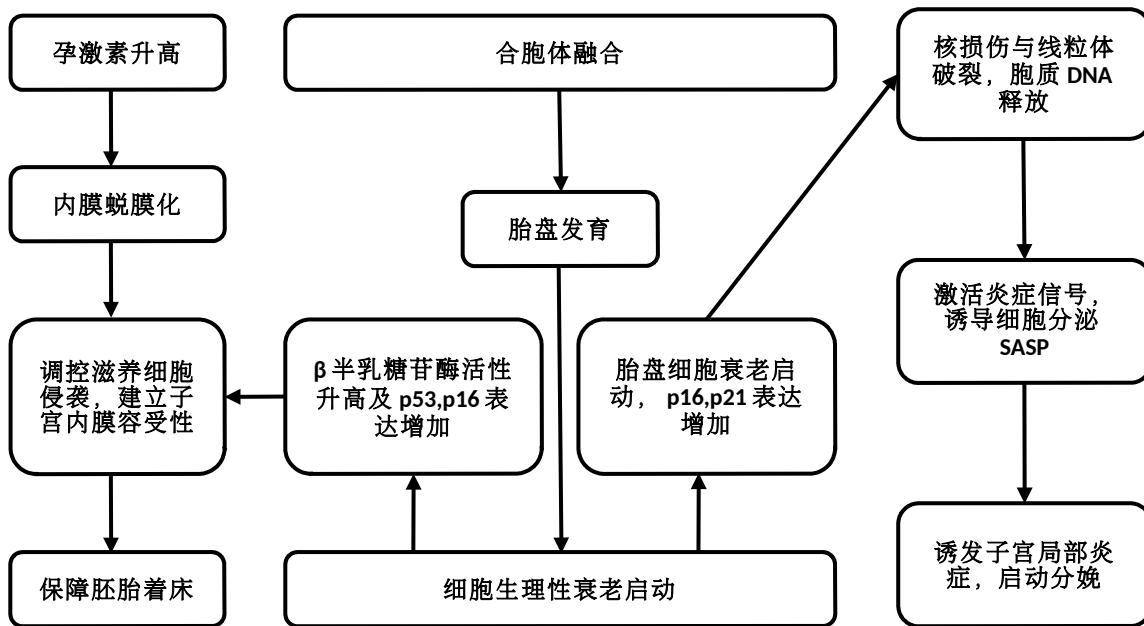 孕激素升高
内膜蜕膜化
调控滋养细胞
侵袭，建立子
宫内膜容受性
保障胚胎着床
合胞体融合
胎盘发育
β半乳糖苷酶活性
升高及 p53,p16 表
达增加
胎盘细胞衰老启
动， p16,p21 表达
增加
细胞生理性衰老启动
核损伤与线粒体
破裂，胞质 DNA
释放
激活炎症信号，
诱导细胞分泌
SASP
诱发子宫局部炎
症，启动分娩